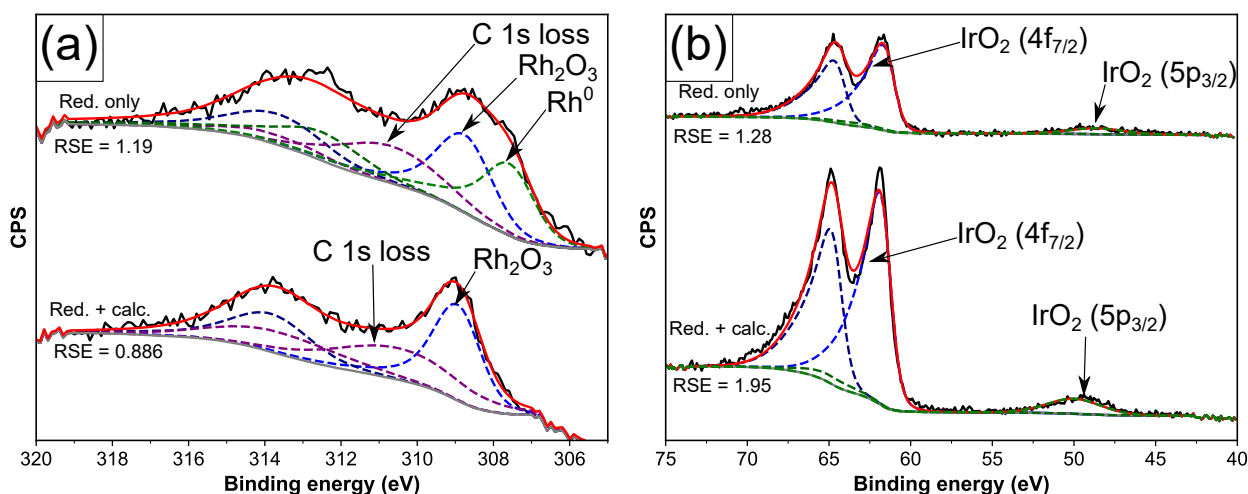 (a)
C 1s loss
Rh₂O₃
Rh⁰
Red. only
RSE = 1.19
C 1s loss
Rh₂O₃
Red. + calc.
RSE = 0.886
CPS
320 318 316 314 312 310 308 306
Binding energy (eV)
(b)
IrO₂ (4f₇/₂)
IrO₂ (5p₃/₂)
Red. only
RSE = 1.28
IrO₂ (4f₇/₂)
IrO₂ (5p₃/₂)
Red. + calc.
RSE = 1.95
CPS
75 70 65 60 55 50 45 40
Binding energy (eV)